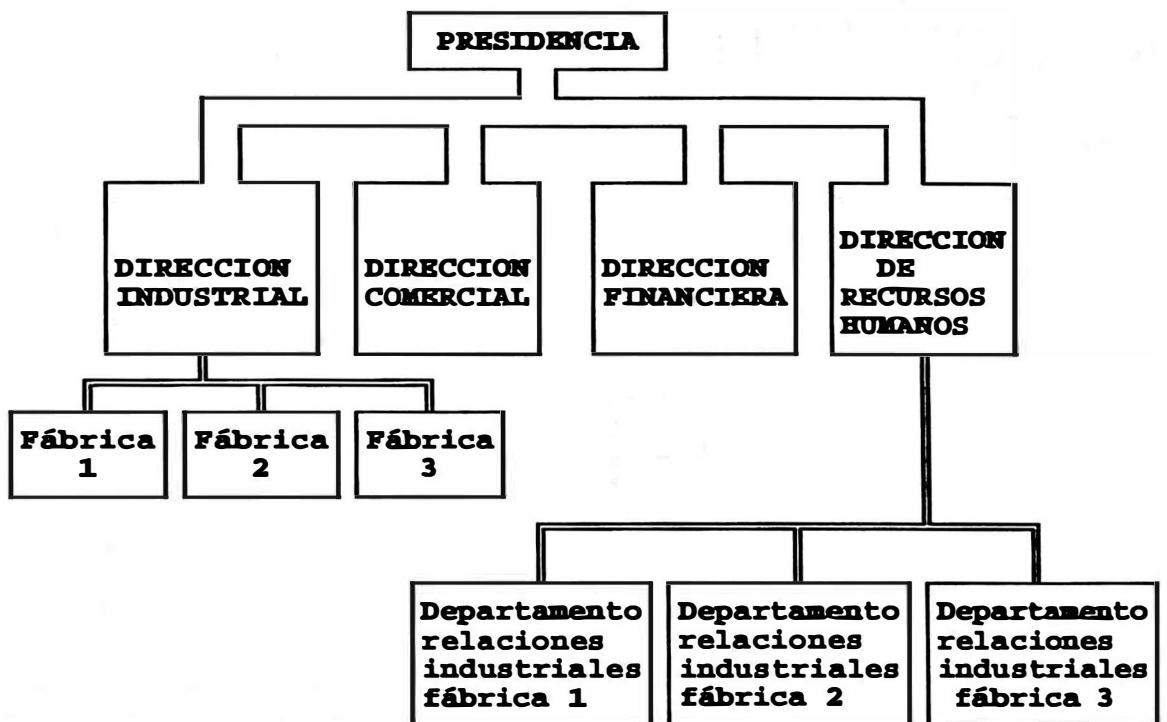 PRESIDENCIA
DIRECCION
INDUSTRIAL
DIRECCION
COMERCIAL
DIRECCION
FINANCIERA
DIRECCION
DE
RECURSOS
HUMANOS
Fábrica
1
Fábrica
2
Fábrica
3
Departamento
relaciones
industriales
fábrica 1
Departamento
relaciones
industriales
fábrica 2
Departamento
relaciones
industriales
fábrica 3